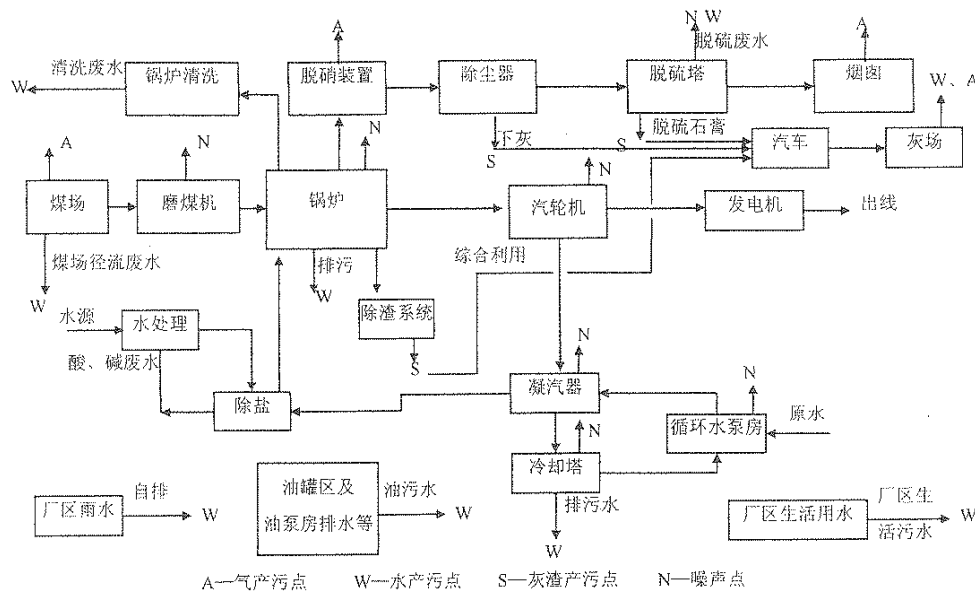 A
N W
脱硫废水
A
清洗废水
W
锅炉清洗
脱硝装置
除尘器
脱硫塔
烟囱
W、A
A
N
N
下灰
S
脱硫石膏
S
汽车
灰场
N
煤场
磨煤机
锅炉
汽轮机
发电机
出线
煤场径流废水
排污
综合利用
W
W
水源
水处理
除渣系统
酸、碱废水
S
N
除盐
凝汽器
N
循环水泵房
原水
N
冷却塔
厂区雨水
自排
W
油罐区及
油泵房排水等
油污水
W
排污水
W
厂区生活用水
厂区生
活污水
W
A—气产污点 W—水产污点 S—灰渣产污点 N—噪声点